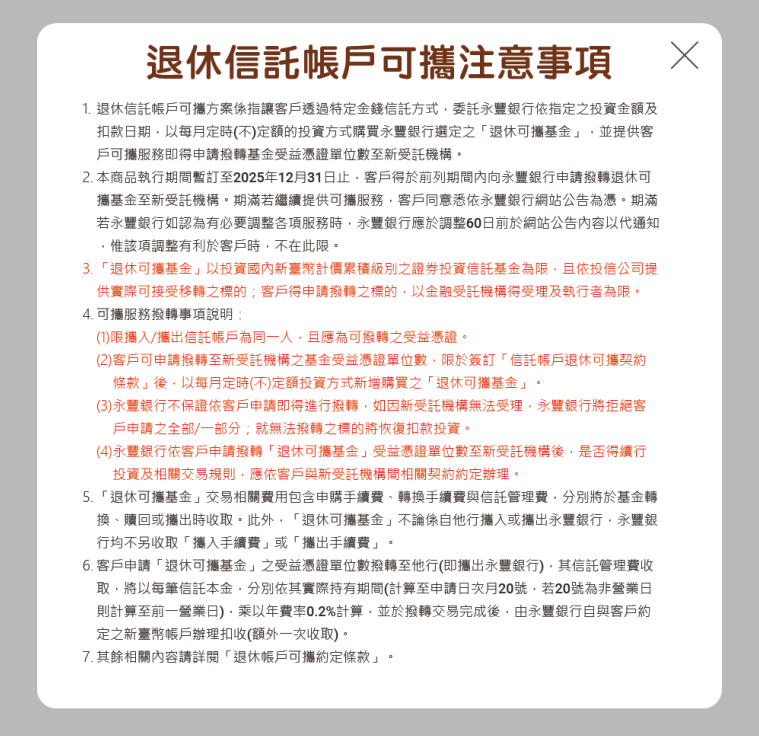 退休信託帳戶可攜注意事項
1. 退休信託帳戶可攜方案係指讓客戶透過特定金錢信託方式，委託永豐銀行依指定之投資金額及
扣款日期，以每月定時(不)定額的投資方式購買永豐銀行選定之「退休可攜基金」，並提供客
戶可攜服務即得申請撥轉基金受益憑證單位數至新受託機構。
2. 本商品執行期間暫訂至2025年12月31日止，客戶得於前列期間內向永豐銀行申請撥轉退休可
攜基金至新受託機構。期滿若繼續提供可攜服務，客戶同意悉依永豐銀行網站公告為憑。期滿
若永豐銀行如認為有必要調整各項服務時，永豐銀行應於調整60日前於網站公告內容以代通知
，惟該項調整有利於客戶時，不在此限。
3. 「退休可攜基金」以投資國內新臺幣計價累積級別之證券投資信託基金為限，且依投信公司提
供實際可接受移轉之標的；客戶得申請撥轉之標的，以金融受託機構得受理及執行者為限。
4. 可攜服務撥轉事項說明：
(1)限攜入/攜出信託帳戶為同一人，且應為可撥轉之受益憑證。
(2)客戶可申請撥轉至新受託機構之基金受益憑證單位數，限於簽訂「信託帳戶退休可攜契約
條款」後，以每月定時(不)定額投資方式新增購買之「退休可攜基金」。
(3)永豐銀行不保證依客戶申請即得進行撥轉，如因新受託機構無法受理，永豐銀行將拒絕客
戶申請之全部/一部分；就無法撥轉之標的將恢復扣款投資。
(4)永豐銀行依客戶申請撥轉「退休可攜基金」受益憑證單位數至新受託機構後，是否得續行
投資及相關交易規則，應依客戶與新受託機構間相關契約約定辦理。
5. 「退休可攜基金」交易相關費用包含申購手續費、轉換手續費與信託管理費，分別將於基金轉
換、贖回或攜出時收取。此外，「退休可攜基金」不論係自他行攜入或攜出永豐銀行，永豐銀
行均不另收取「攜入手續費」或「攜出手續費」。
6. 客戶申請「退休可攜基金」之受益憑證單位數撥轉至他行(即攜出永豐銀行)，其信託管理費收
取，將以每筆信託本金，分別依其實際持有期間(計算至申請日次月20號，若20號為非營業日
則計算至前一營業日)，乘以年費率0.2%計算，並於撥轉交易完成後，由永豐銀行自與客戶約
定之新臺幣帳戶辦理扣收(額外一次收取)。
7. 其餘相關內容請詳閱「退休帳戶可攜約定條款」。